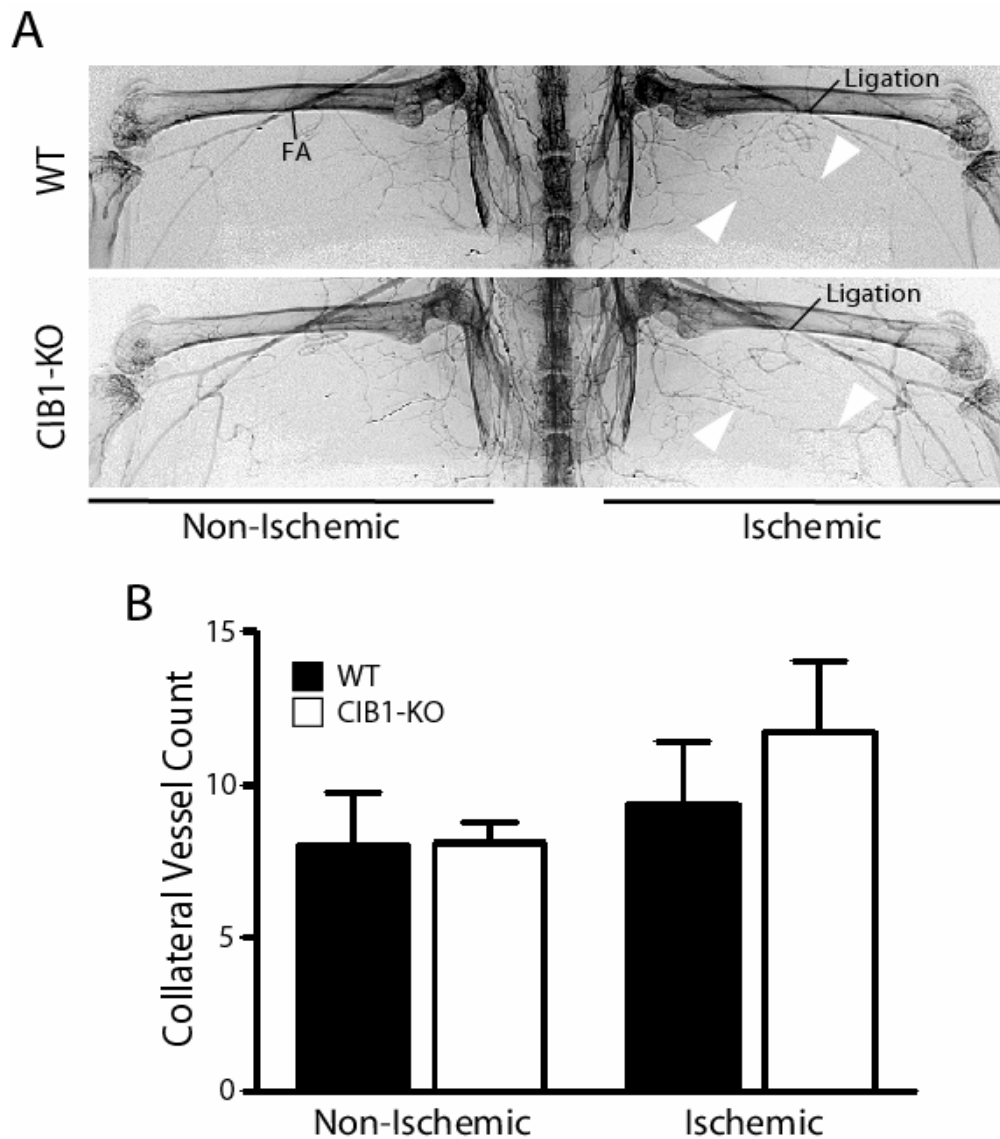 A
WT
FA
Ligation
CIB1-KO
Ligation
Non-Ischemic
Ischemic
B
Collateral Vessel Count
15
10
5
0
WT
CIB1-KO
Non-Ischemic
Ischemic